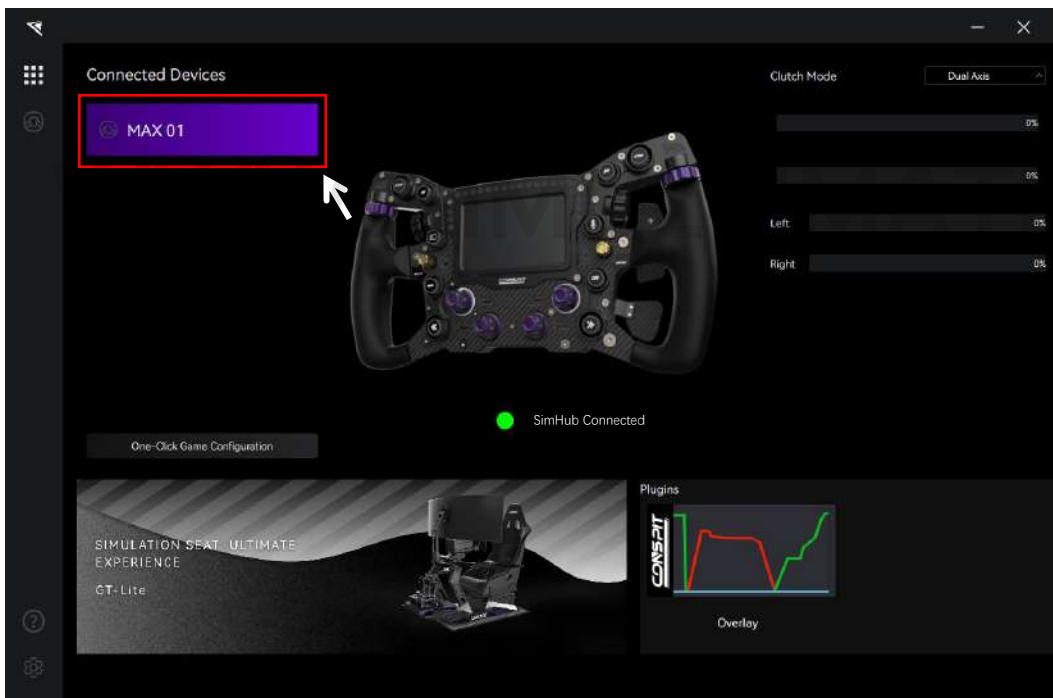 Connected Devices
MAX 01
Clutch Mode
Dual Axis
0%
0%
Left
0%
Right
0%
CONSPIT
SimHub Connected
One-Click Game Configuration
SIMULATION SEAT, ULTIMATE
EXPERIENCE
GT-Lite
Plugins
CONSPIT
Overlay
?